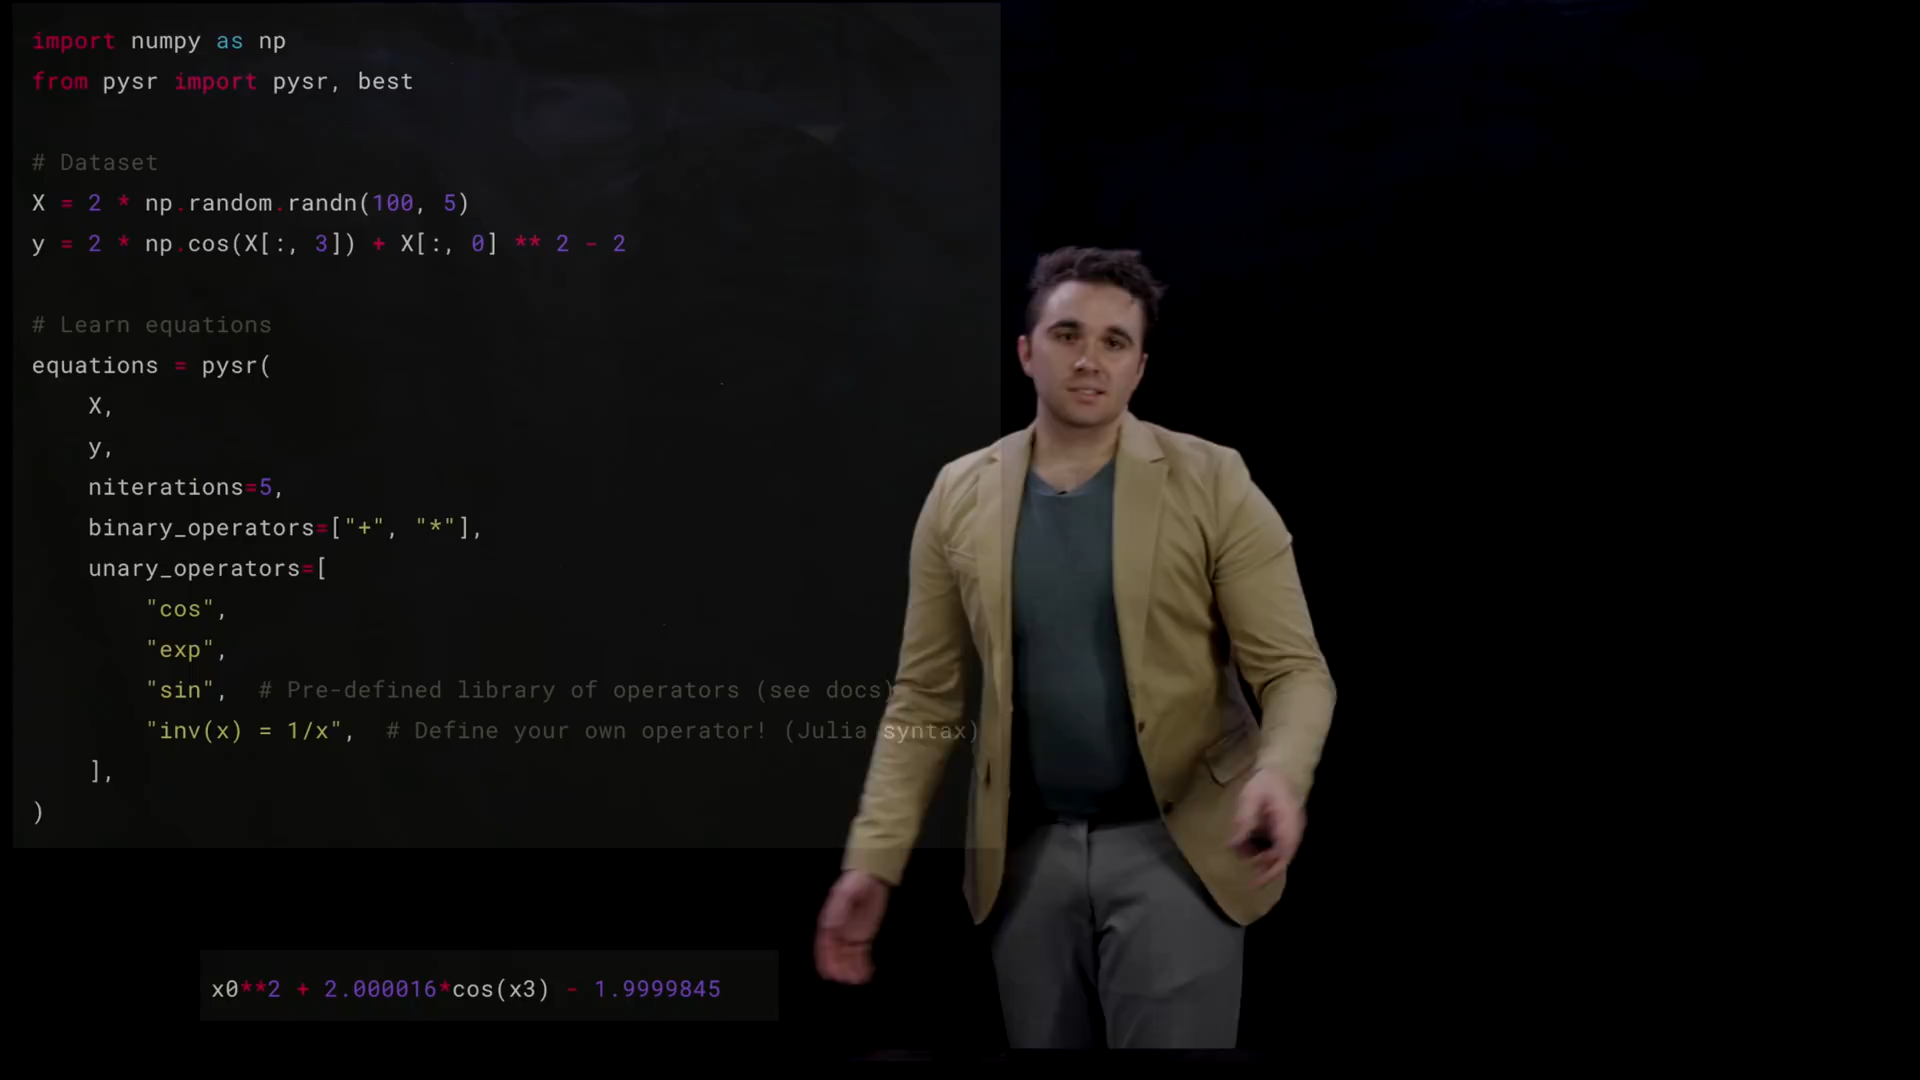 import numpy as np
from pysr import pysr, best
# Dataset
X = 2 * np.random.randn(100, 5)
y = 2 * np.cos(X[:, 3]) + X[:, 0] ** 2 - 2
# Learn equations
equations = pysr(
X,
y,
niterations=5,
binary_operators=["+", "*"],
unary_operators=[
"cos",
"exp",
"sin", # Pre-defined library of operators (see docs)
"inv(x) = 1/x", # Define your own operator! (Julia syntax)
],
)
x0**2 + 2.000016*cos(x3) - 1.9999845